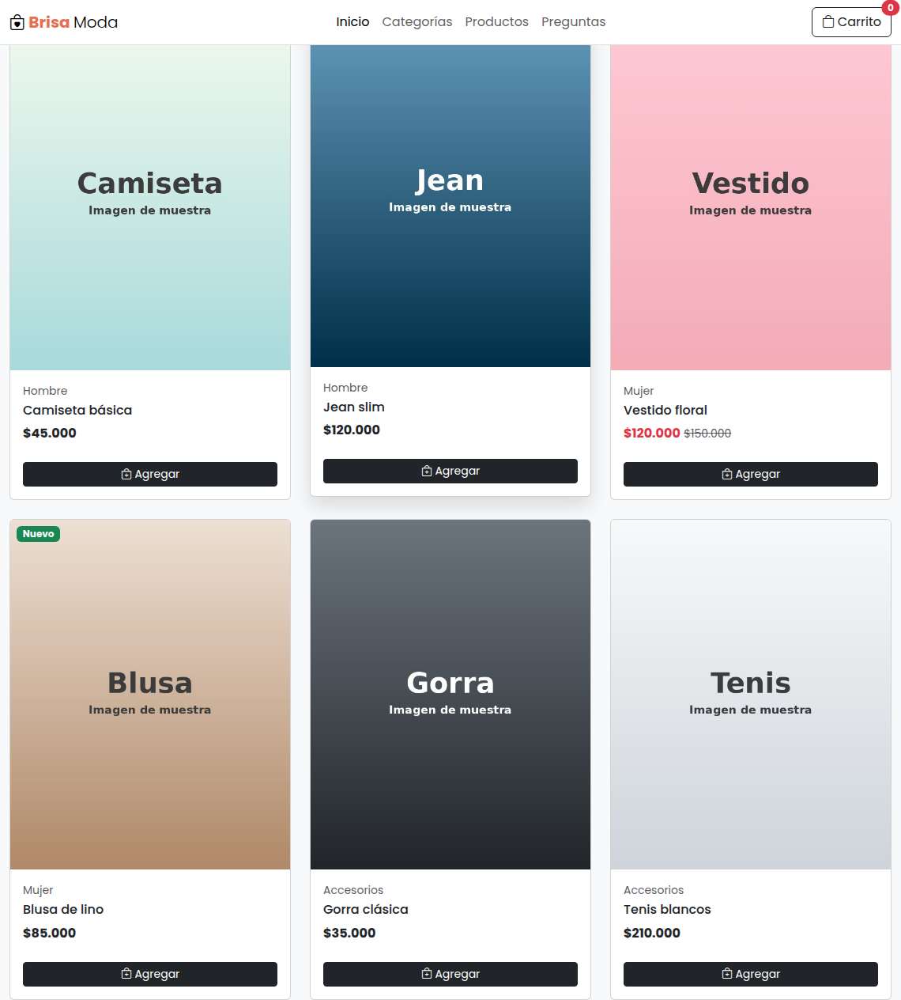 Brisa Moda
Inicio Categorías Productos Preguntas
Carrito 0
Camiseta
Imagen de muestra
Hombre
Camiseta básica
$45.000
Agregar
Jean
Imagen de muestra
Hombre
Jean slim
$120.000
Agregar
Vestido
Imagen de muestra
Mujer
Vestido floral
$120.000 $150.000
Agregar
Nuevo
Blusa
Imagen de muestra
Mujer
Blusa de lino
$85.000
Agregar
Gorra
Imagen de muestra
Accesorios
Gorra clásica
$35.000
Agregar
Tenis
Imagen de muestra
Accesorios
Tenis blancos
$210.000
Agregar